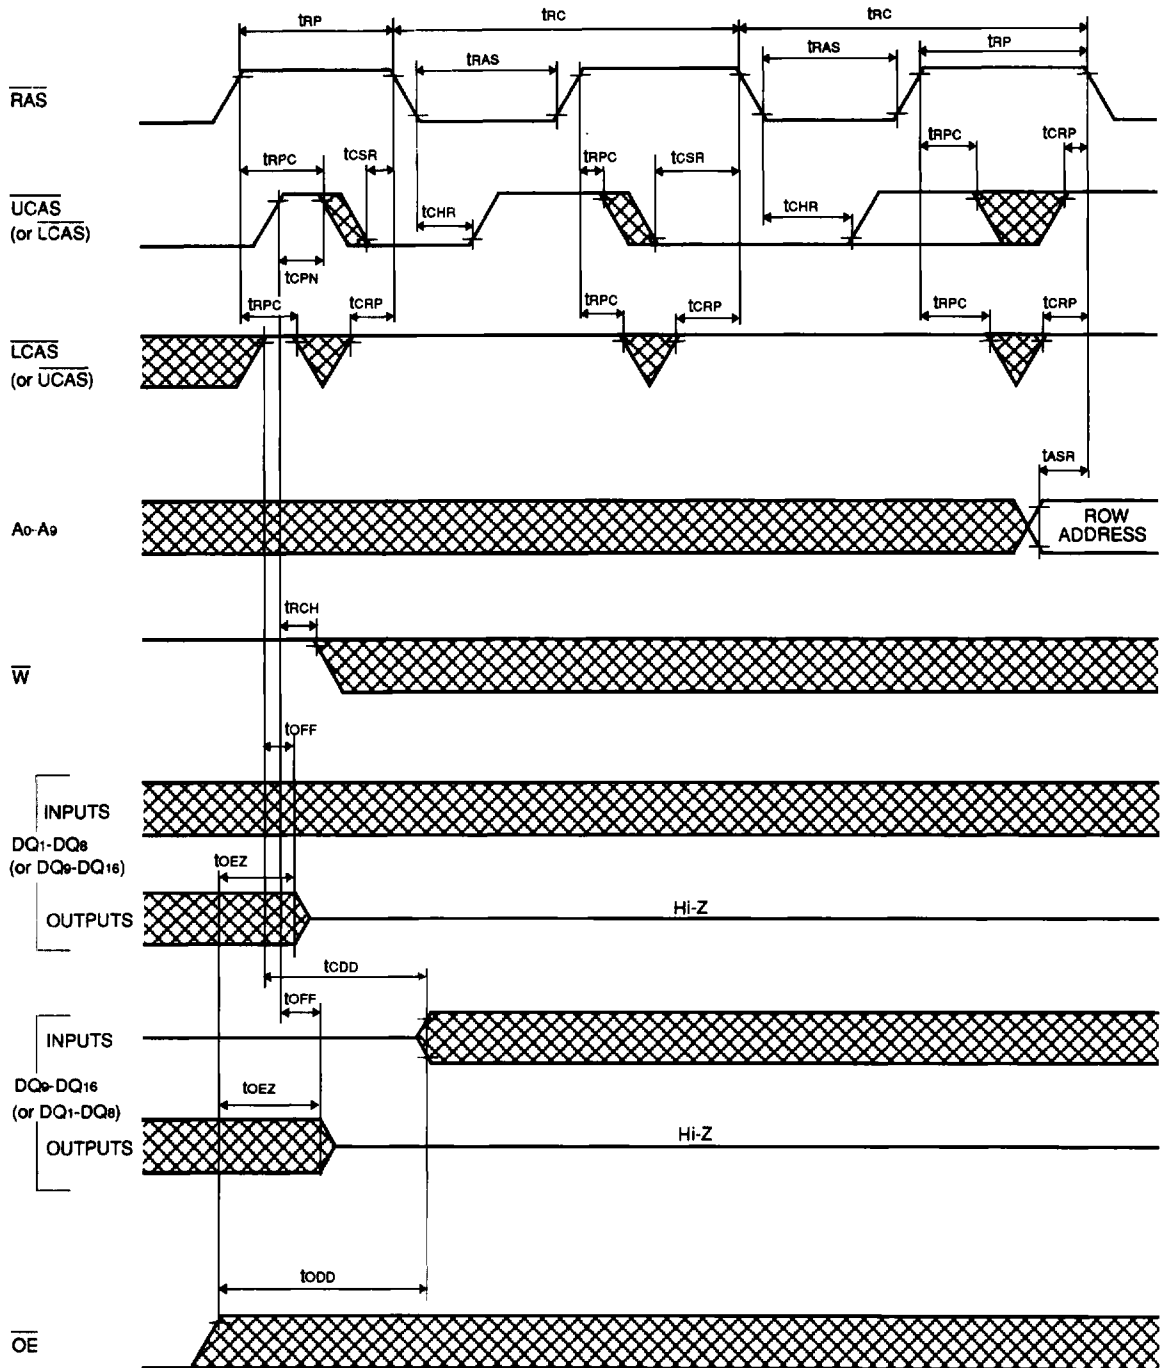 tRP tRC tRC
tRAS tRAS tRP
RAS
tRPC tCSR tRPC tCSR tRPC tCRP
UCAS
(or LCAS)
tCHR tCHR
tCPN
tRPC tCRP tRPC tCRP tRPC tCRP
LCAS
(or UCAS)
tASR
A0-A9
ROW
ADDRESS
tRCH
W
tOFF
INPUTS
DQ1-DQ8
(or DQ9-DQ16)
tOEZ
OUTPUTS
Hi-Z
tCDD
tOFF
INPUTS
DQ9-DQ16
(or DQ1-DQ8)
tOEZ
OUTPUTS
Hi-Z
tODD
OE